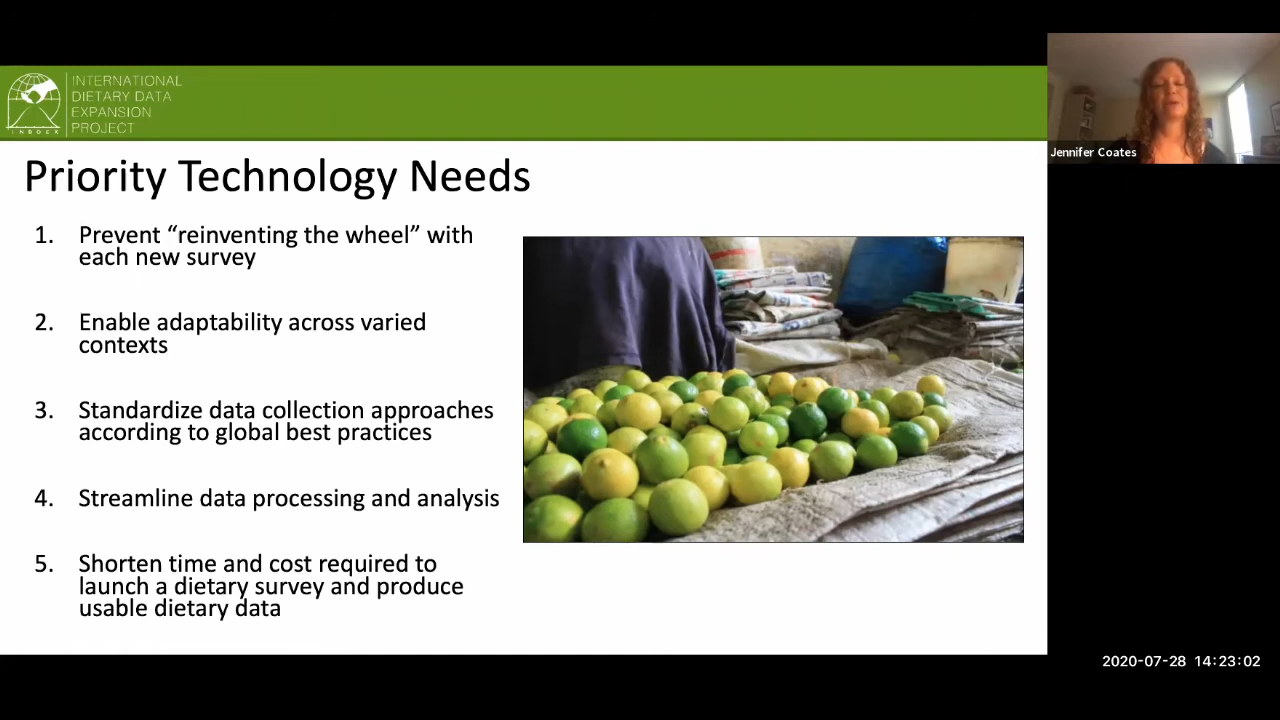 INTERNATIONAL
DIETARY DATA
EXPANSION
PROJECT
INDDEX
Priority Technology Needs
1. Prevent “reinventing the wheel” with
each new survey
2. Enable adaptability across varied
contexts
3. Standardize data collection approaches
according to global best practices
4. Streamline data processing and analysis
5. Shorten time and cost required to
launch a dietary survey and produce
usable dietary data
Jennifer Coates
2020-07-28 14:23:02